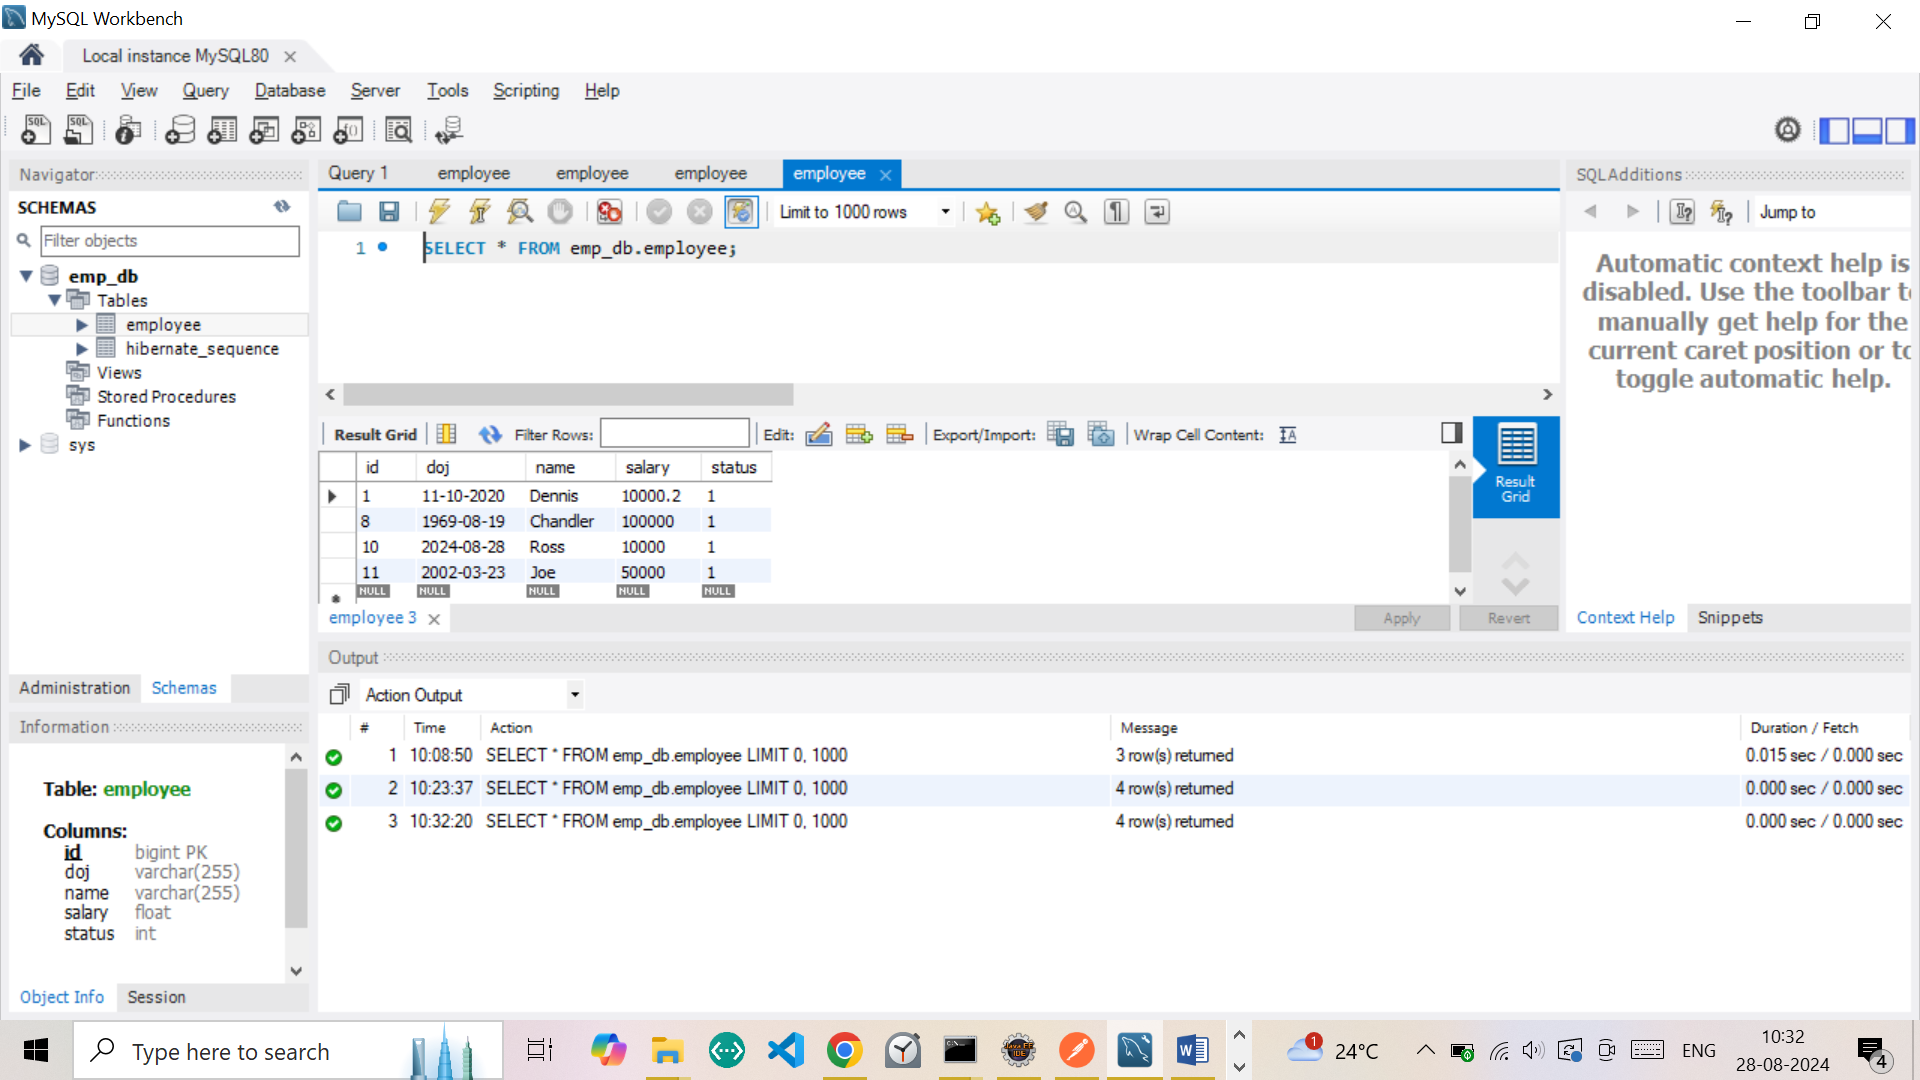 MySQL Workbench
Local instance MySQL80
File Edit View Query Database Server Tools Scripting Help
Navigator
SCHEMAS
Filter objects
emp_db
Tables
employee
hibernate_sequence
Views
Stored Procedures
Functions
sys
Administration Schemas
Information
Table: employee
Columns:
id bigint PK
doj varchar(255)
name varchar(255)
salary float
status int
Object Info Session
Query 1 employee employee employee employee
Limit to 1000 rows
1 SELECT * FROM emp_db.employee;
Result Grid Filter Rows: Edit: Export/Import: Wrap Cell Content:
id doj name salary status
1 11-10-2020 Dennis 10000.2 1
8 1969-08-19 Chandler 100000 1
10 2024-08-28 Ross 10000 1
11 2002-03-23 Joe 50000 1
NULL NULL NULL NULL NULL
Result
Grid
employee 3 Apply Revert
SQLAdditions
Jump to
Automatic context help is
disabled. Use the toolbar
manually get help for the
current caret position or
toggle automatic help.
Context Help Snippets
Output
Action Output
# Time Action Message Duration / Fetch
1 10:08:50 SELECT * FROM emp_db.employee LIMIT 0, 1000 3 row(s) returned 0.015 sec / 0.000 sec
2 10:23:37 SELECT * FROM emp_db.employee LIMIT 0, 1000 4 row(s) returned 0.000 sec / 0.000 sec
3 10:32:20 SELECT * FROM emp_db.employee LIMIT 0, 1000 4 row(s) returned 0.000 sec / 0.000 sec
Type here to search
1 24°C ENG 10:32
28-08-2024 4